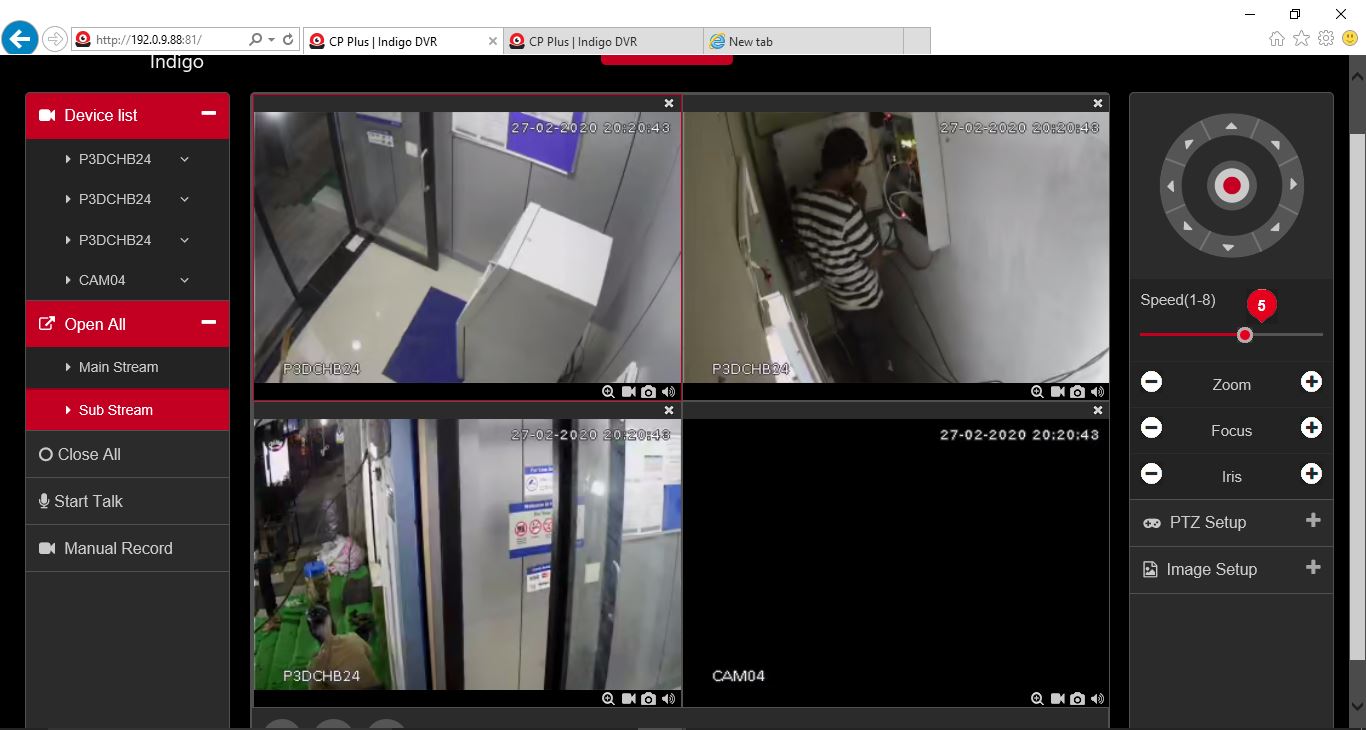 http://192.0.9.88:81/
CP Plus | Indigo DVR
CP Plus | Indigo DVR
New tab
Indigo
Device list
P3DCHB24
P3DCHB24
P3DCHB24
CAM04
Open All
Main Stream
Sub Stream
Close All
Start Talk
Manual Record
27-02-2020 20:20:43
P3DCHB24
27-02-2020 20:20:43
P3DCHB24
27-02-2020 20:20:43
P3DCHB24
27-02-2020 20:20:43
CAM04
Speed(1-8)
5
Zoom
Focus
Iris
PTZ Setup
Image Setup